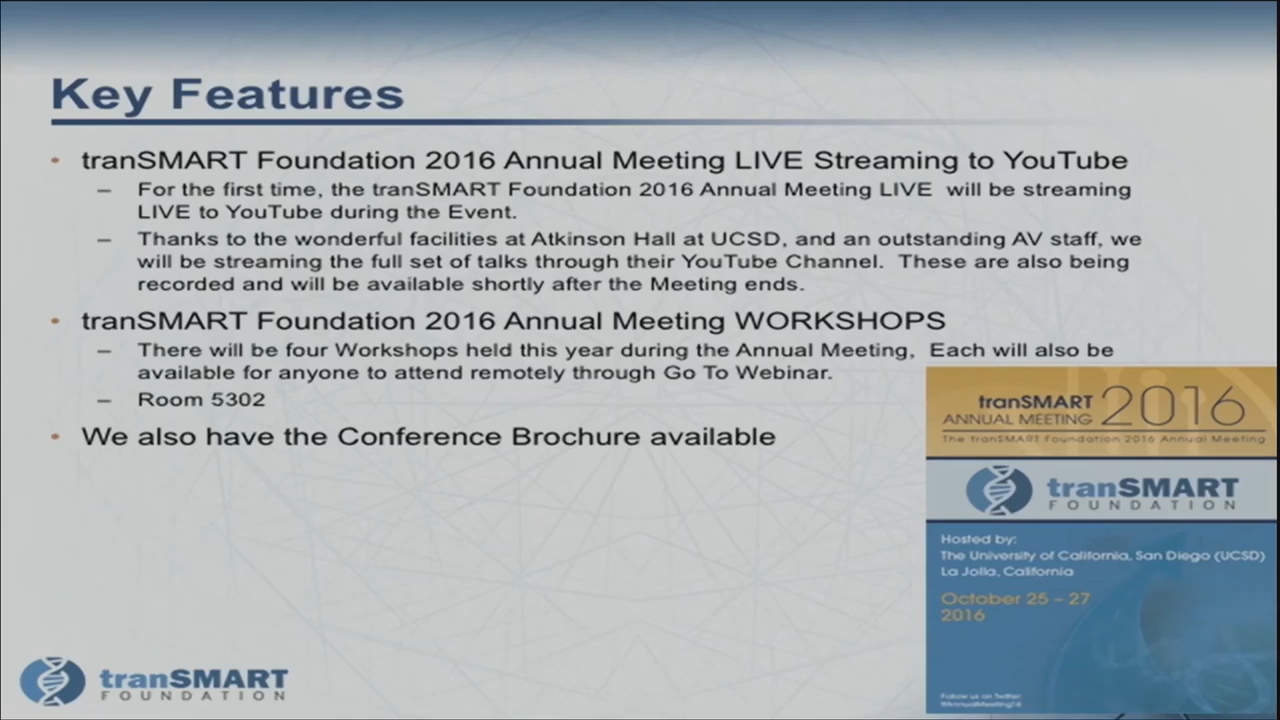 Key Features
• tranSMART Foundation 2016 Annual Meeting LIVE Streaming to YouTube
– For the first time, the tranSMART Foundation 2016 Annual Meeting LIVE will be streaming
LIVE to YouTube during the Event.
– Thanks to the wonderful facilities at Atkinson Hall at UCSD, and an outstanding AV staff, we
will be streaming the full set of talks through their YouTube Channel. These are also being
recorded and will be available shortly after the Meeting ends.
• tranSMART Foundation 2016 Annual Meeting WORKSHOPS
– There will be four Workshops held this year during the Annual Meeting, Each will also be
available for anyone to attend remotely through Go To Webinar.
– Room 5302
• We also have the Conference Brochure available
tranSMART
ANNUAL MEETING 2016
The tranSMART Foundation 2016 Annual Meeting
tranSMART
FOUNDATION
Hosted by:
The University of California, San Diego (UCSD)
La Jolla, California
October 25 – 27
2016
Follow us on Twitter:
tranSMART
FOUNDATION